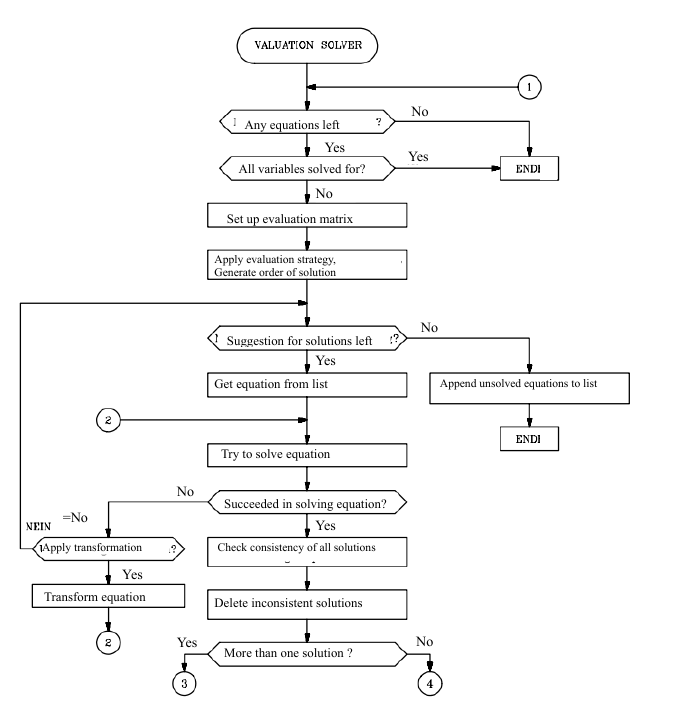 VALUATION SOLVER
1
No
Any equations left ?
Yes
Yes
All variables solved for?
ENDI
No
Set up evaluation matrix
Apply evaluation strategy,
Generate order of solution
No
Suggestion for solutions left ?
Yes
Get equation from list
Append unsolved equations to list
2
ENDI
Try to solve equation
No
Succeeded in solving equation?
=No
NEIN
Yes
Apply transformation ?
Check consistency of all solutions
Yes
Transform equation
Delete inconsistent solutions
2
Yes
No
More than one solution ?
3
4